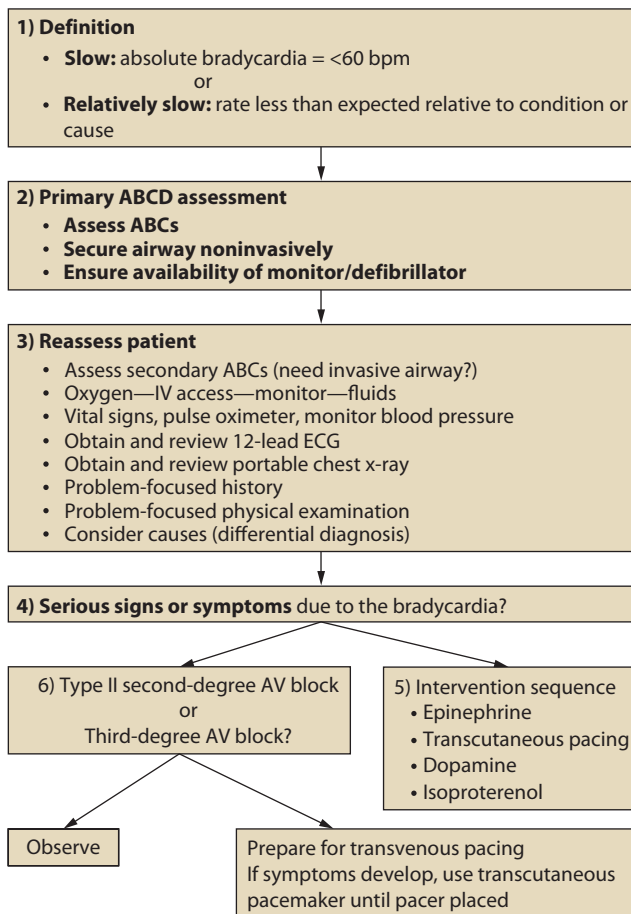 1) Definition
• Slow: absolute bradycardia = <60 bpm
or
• Relatively slow: rate less than expected relative to condition or
cause
2) Primary ABCD assessment
• Assess ABCs
• Secure airway noninvasively
• Ensure availability of monitor/defibrillator
3) Reassess patient
• Assess secondary ABCs (need invasive airway?)
• Oxygen—IV access—monitor—fluids
• Vital signs, pulse oximeter, monitor blood pressure
• Obtain and review 12-lead ECG
• Obtain and review portable chest x-ray
• Problem-focused history
• Problem-focused physical examination
• Consider causes (differential diagnosis)
4) Serious signs or symptoms due to the bradycardia?
6) Type II second-degree AV block
or
Third-degree AV block?
5) Intervention sequence
• Epinephrine
• Transcutaneous pacing
• Dopamine
• Isoproterenol
Observe
Prepare for transvenous pacing
If symptoms develop, use transcutaneous
pacemaker until pacer placed